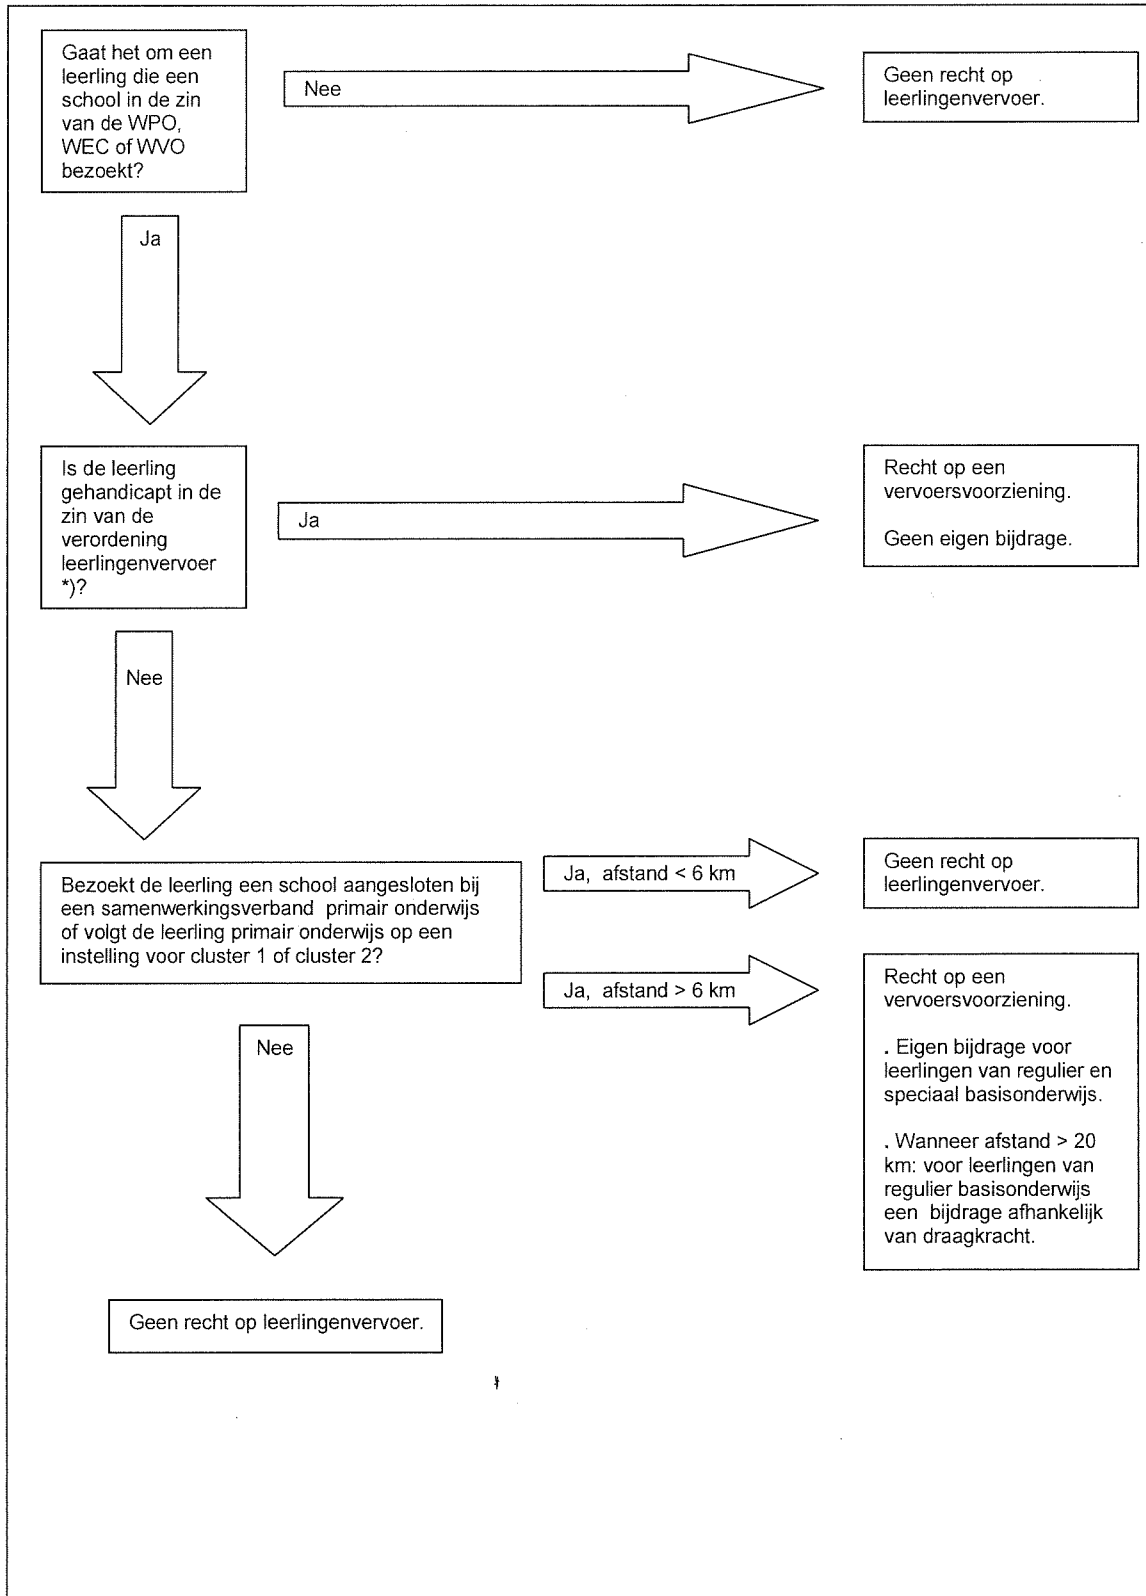 Gaat het om een
leerling die een
school in de zin
van de WPO,
WEC of WVO
bezoekt?
Nee
Geen recht op
leerlingenvervoer.
Ja
Is de leerling
gehandicapt in de
zin van de
verordening
leerlingenvervoer
*)?
Ja
Recht op een
vervoersvoorziening.
Geen eigen bijdrage.
Nee
Bezoekt de leerling een school aangesloten bij
een samenwerkingsverband primair onderwijs
of volgt de leerling primair onderwijs op een
instelling voor cluster 1 of cluster 2?
Ja, afstand < 6 km
Geen recht op
leerlingenvervoer.
Ja, afstand > 6 km
Recht op een
vervoersvoorziening.
. Eigen bijdrage voor
leerlingen van regulier en
speciaal basisonderwijs.
. Wanneer afstand > 20
km: voor leerlingen van
regulier basisonderwijs
een bijdrage afhankelijk
van draagkracht.
Nee
Geen recht op leerlingenvervoer.